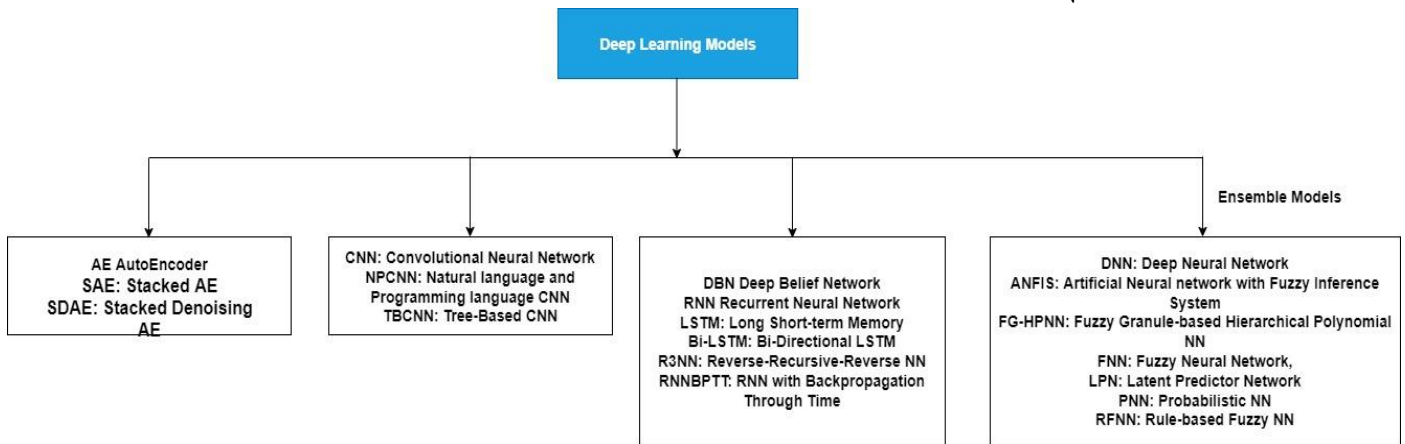 Deep Learning Models
Ensemble Models
AE AutoEncoder
SAE: Stacked AE
SDAE: Stacked Denoising
AE
CNN: Convolutional Neural Network
NPCNN: Natural language and
Programming language CNN
TBCNN: Tree-Based CNN
DBN Deep Belief Network
RNN Recurrent Neural Network
LSTM: Long Short-term Memory
Bi-LSTM: Bi-Directional LSTM
R3NN: Reverse-Recursive-Reverse NN
RNNBPTT: RNN with Backpropagation
Through Time
DNN: Deep Neural Network
ANFIS: Artificial Neural network with Fuzzy Inference
System
FG-HPNN: Fuzzy Granule-based Hierarchical Polynomial
NN
FNN: Fuzzy Neural Network,
LPN: Latent Predictor Network
PNN: Probabilistic NN
RFNN: Rule-based Fuzzy NN